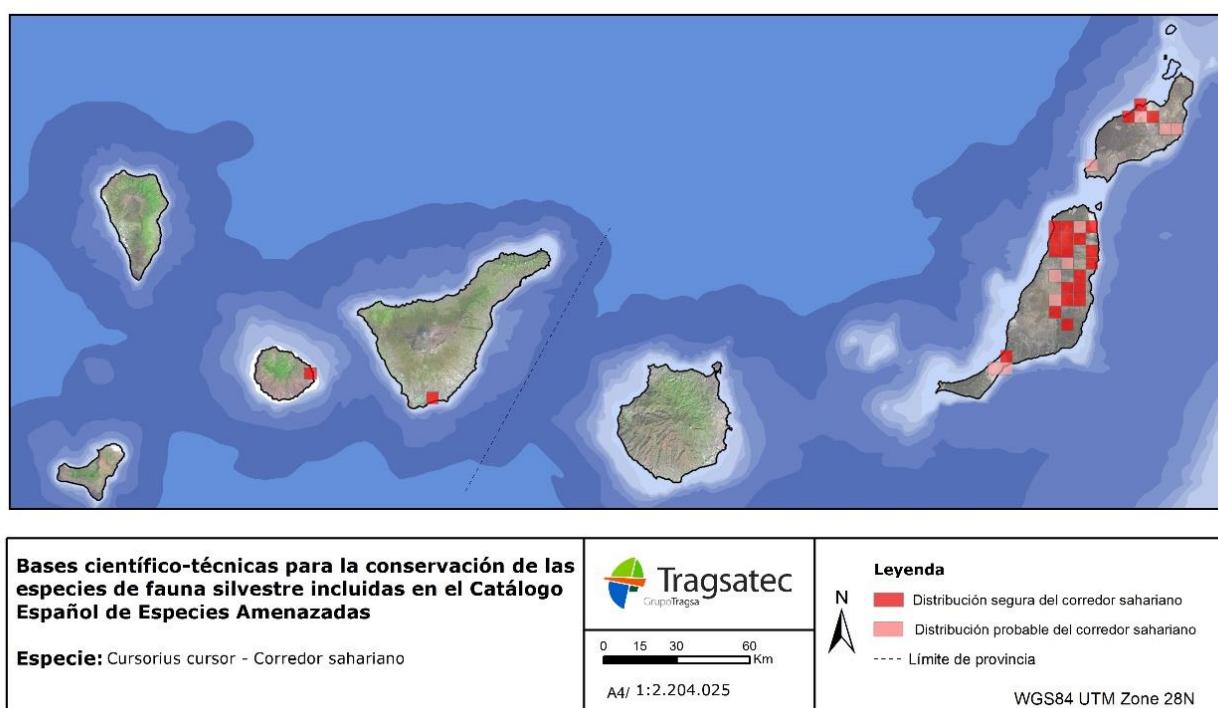 Bases científico-técnicas para la conservación de las
especies de fauna silvestre incluidas en el Catálogo
Español de Especies Amenazadas
Especie: Cursorius cursor - Corredor sahariano
Tragsatec
GrupoTragsa
0 15 30 60
Km
A4/ 1:2.204.025
N
Leyenda
Distribución segura del corredor sahariano
Distribución probable del corredor sahariano
Límite de provincia
WGS84 UTM Zone 28N